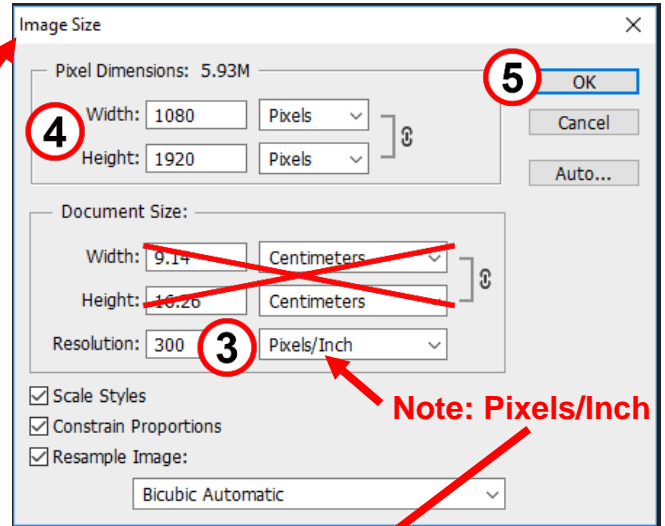 Image Size
Pixel Dimensions: 5.93M
5
OK
4
Width: 1080 Pixels
Cancel
Height: 1920 Pixels
Auto...
Document Size:
Width: 9.14 Centimeters
Height: 16.26 Centimeters
Resolution: 300 3 Pixels/Inch
Scale Styles
Note: Pixels/Inch
Constrain Proportions
Resample Image:
Bicubic Automatic